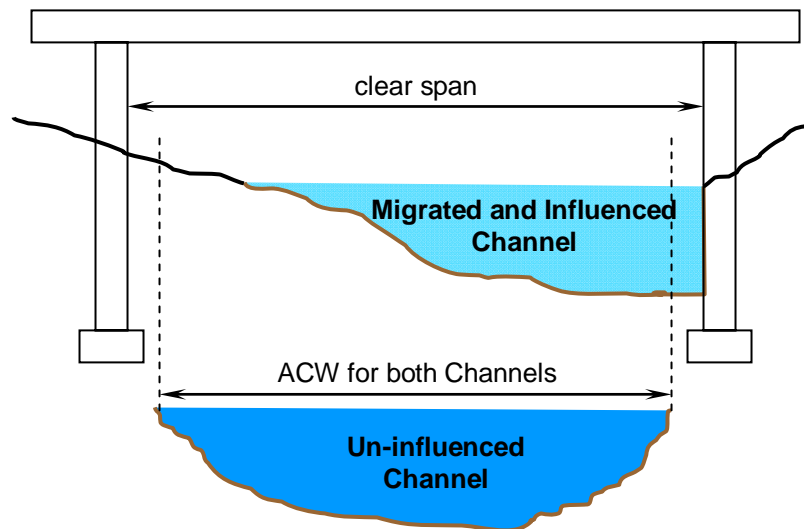 clear span
Migrated and Influenced
Channel
ACW for both Channels
Un-influenced
Channel